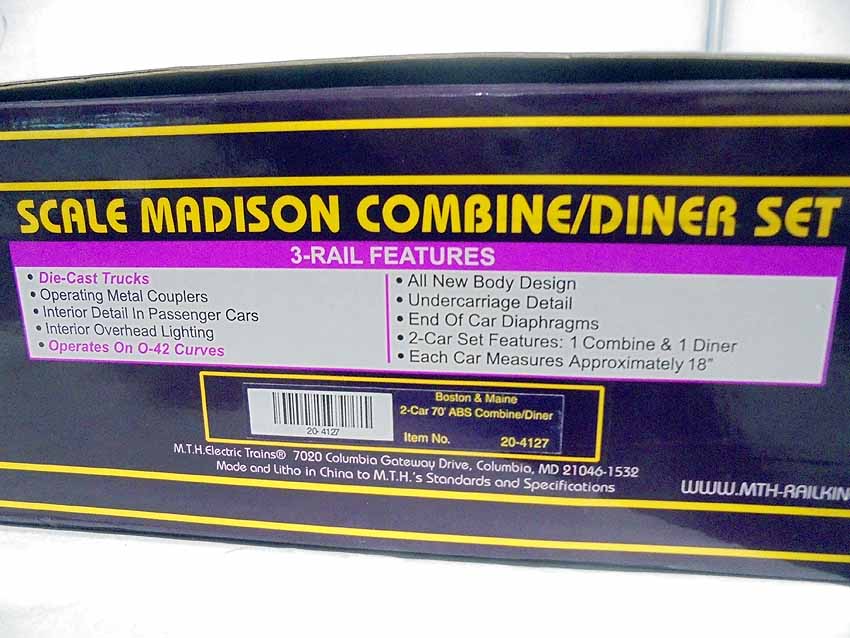 SCALE MADISON COMBINE/DINER SET
3-RAIL FEATURES
• Die-Cast Trucks
• Operating Metal Couplers
• Interior Detail In Passenger Cars
• Interior Overhead Lighting
• Operates On O-42 Curves
• All New Body Design
• Undercarriage Detail
• End Of Car Diaphragms
• 2-Car Set Features: 1 Combine & 1 Diner
• Each Car Measures Approximately 18"
20-4127
Boston & Maine
2-Car 70' ABS Combine/Diner
Item No. 20-4127
M.T.H.Electric Trains® 7020 Columbia Gateway Drive, Columbia, MD 21046-1532
Made and Litho in China to M.T.H.'s Standards and Specifications
WWW.MTH-RAILKIN